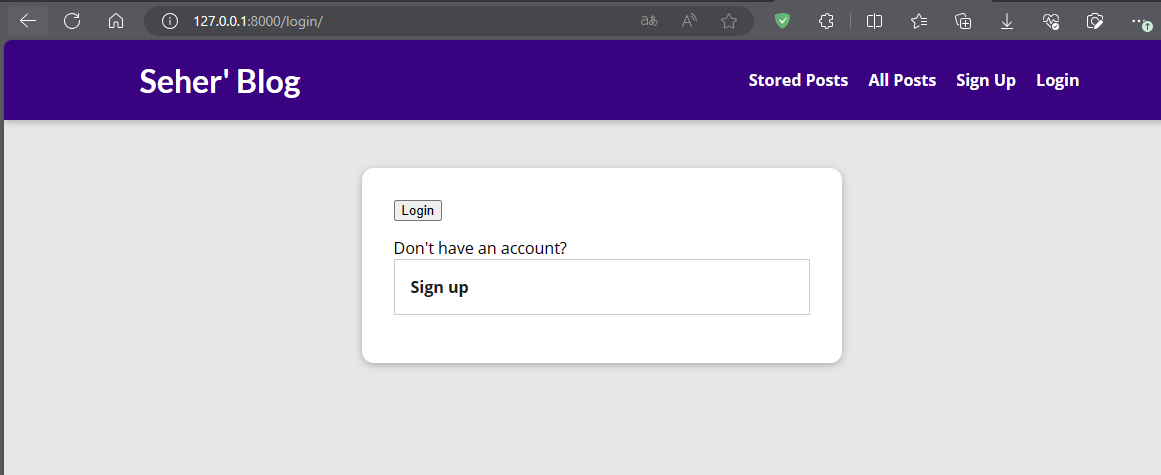 127.0.0.1:8000/login/
Seher' Blog
Stored Posts All Posts Sign Up Login
Login
Don't have an account?
Sign up